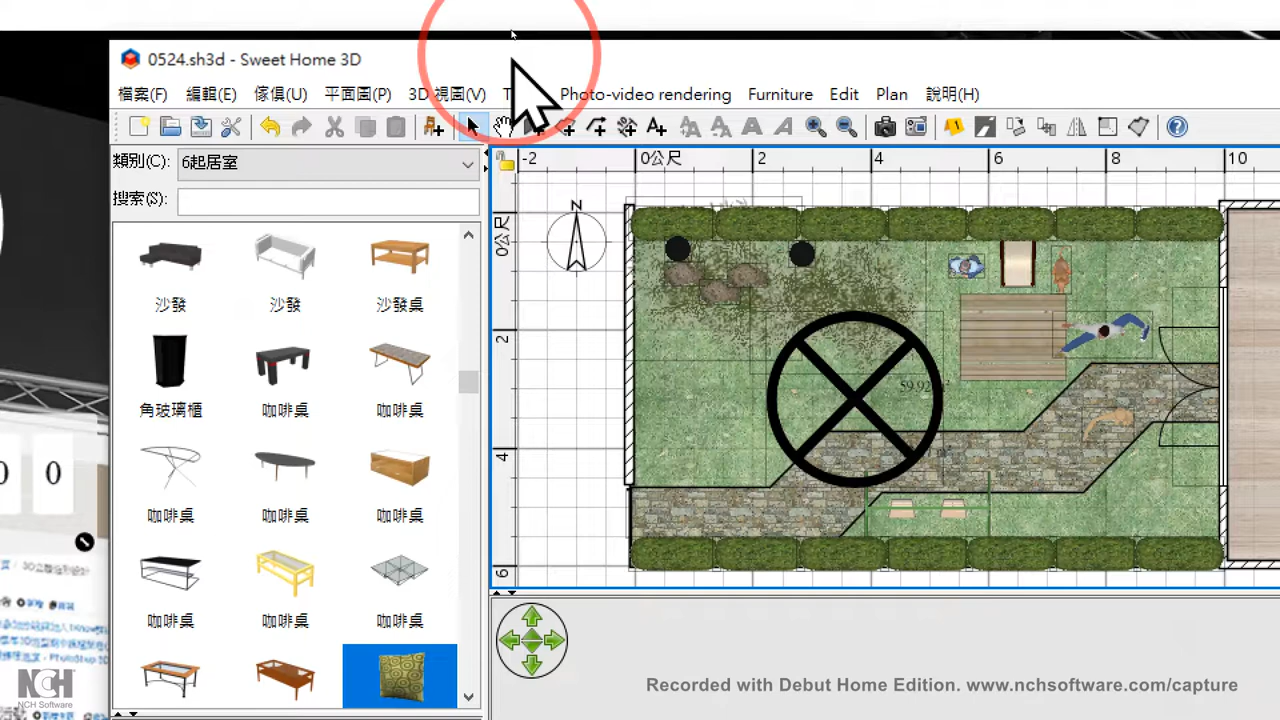 0524.sh3d - Sweet Home 3D
檔案(F) 編輯(E) 傢俱(U) 平面圖(P) 3D 視圖(V) T Photo-video rendering Furniture Edit Plan 說明(H)
類別(C): 6起居室
搜索(S):
沙發 沙發 沙發桌
角玻璃櫃 咖啡桌 咖啡桌
咖啡桌 咖啡桌 咖啡桌
咖啡桌 咖啡桌 咖啡桌
-2 0公尺 2 4 6 8 10
0公尺
2
4
6
N
0
NCH
NCH Software
Recorded with Debut Home Edition. www.nchsoftware.com/capture